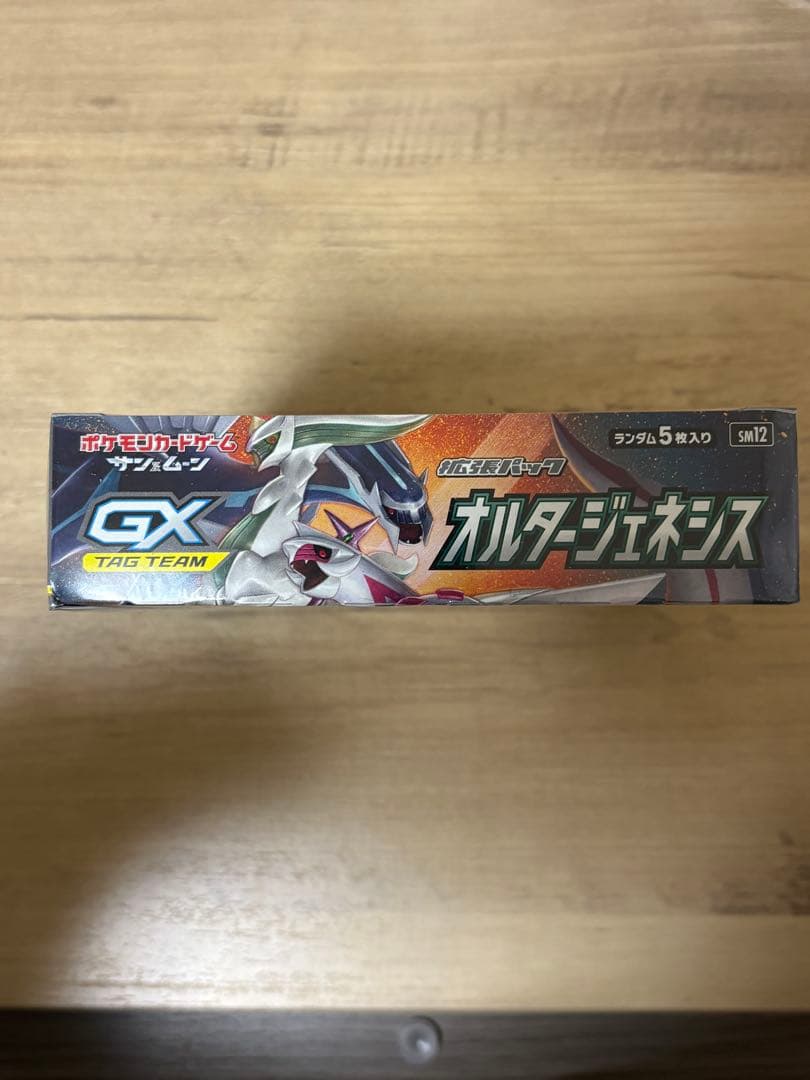 ポケモンカードゲーム
サン&ムーン
GX
TAG TEAM
拡張パック
オルタージェネシス
ランダム5枚入り
SM12